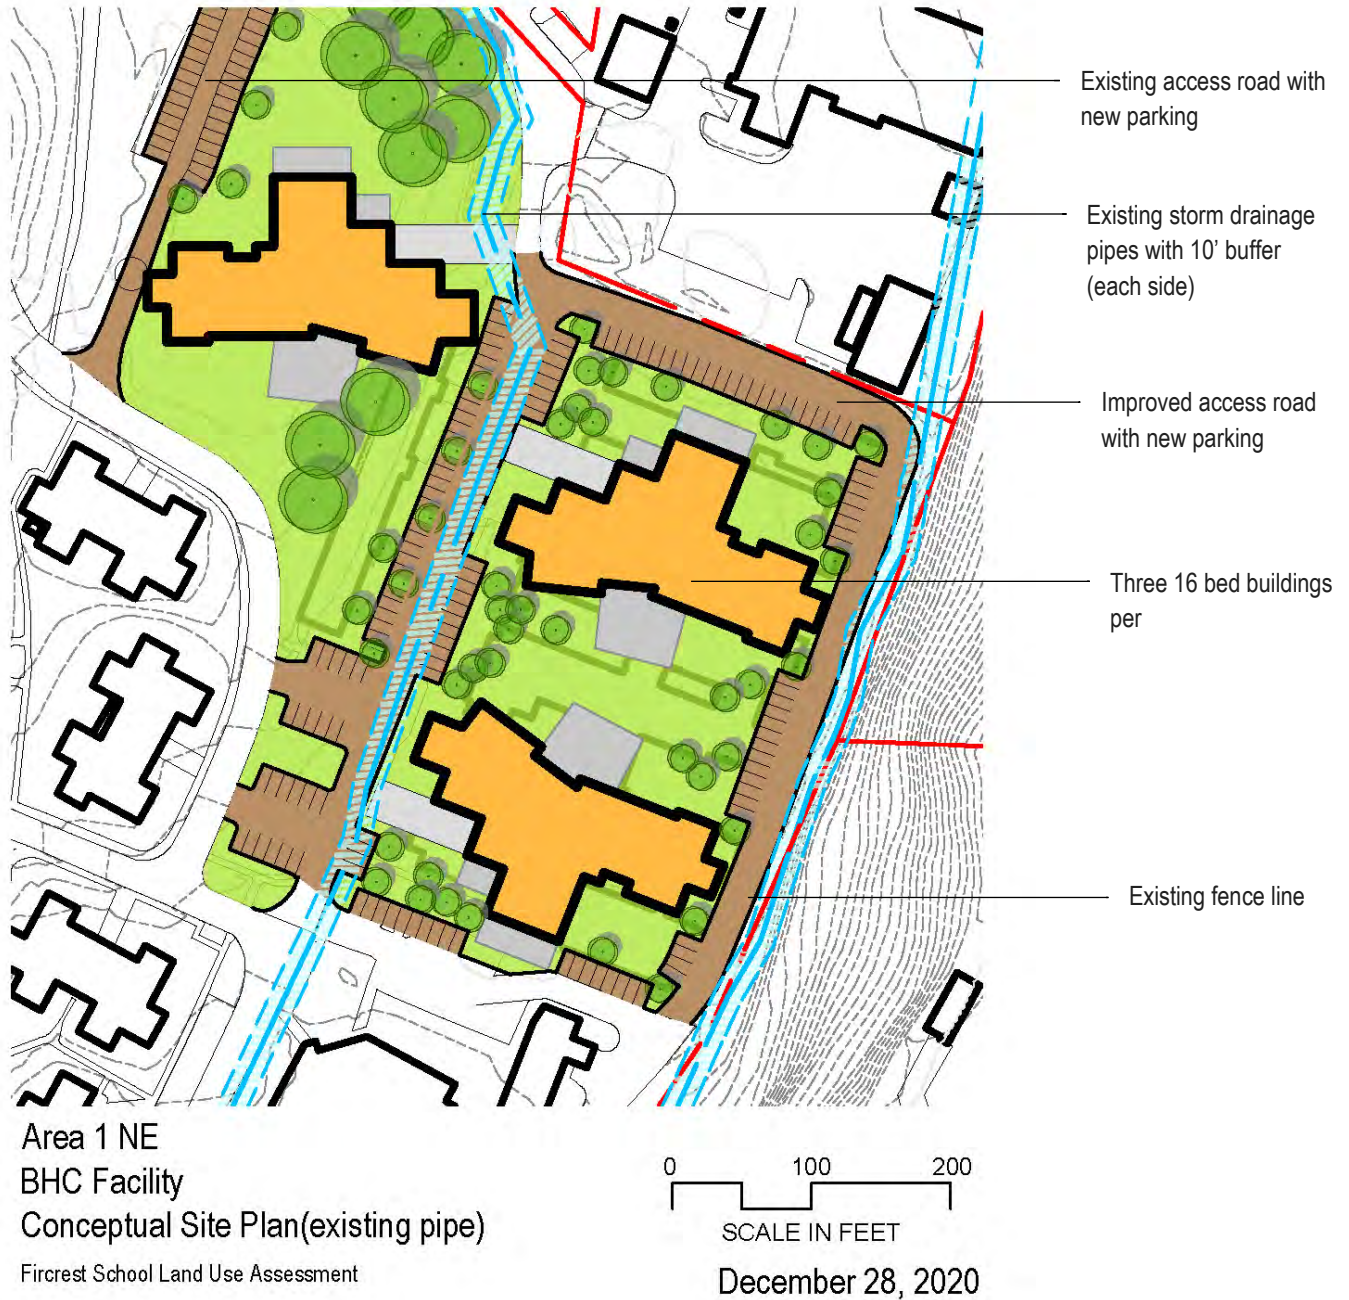 Existing access road with
new parking
Existing storm drainage
pipes with 10’ buffer
(each side)
Improved access road
with new parking
Three 16 bed buildings
per
Existing fence line
Area 1 NE
BHC Facility
Conceptual Site Plan(existing pipe)
Fircrest School Land Use Assessment
0 100 200
SCALE IN FEET
December 28, 2020